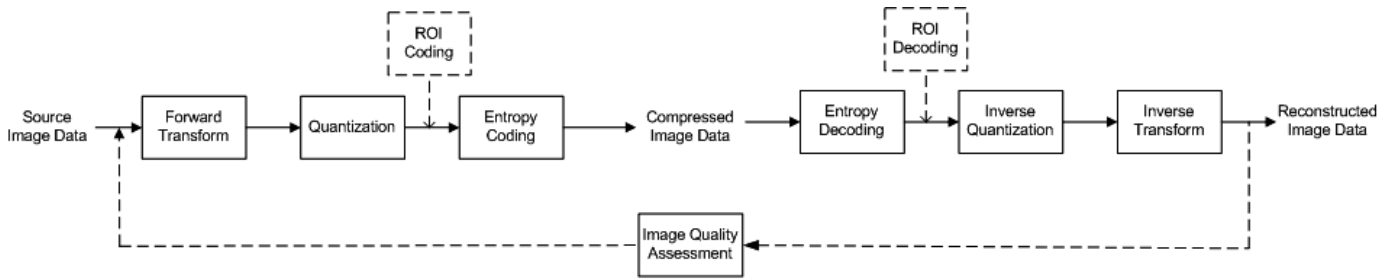 ROI
Coding
ROI
Decoding
Source
Image Data
Forward
Transform
Quantization
Entropy
Coding
Compressed
Image Data
Entropy
Decoding
Inverse
Quantization
Inverse
Transform
Reconstructed
Image Data
Image Quality
Assessment